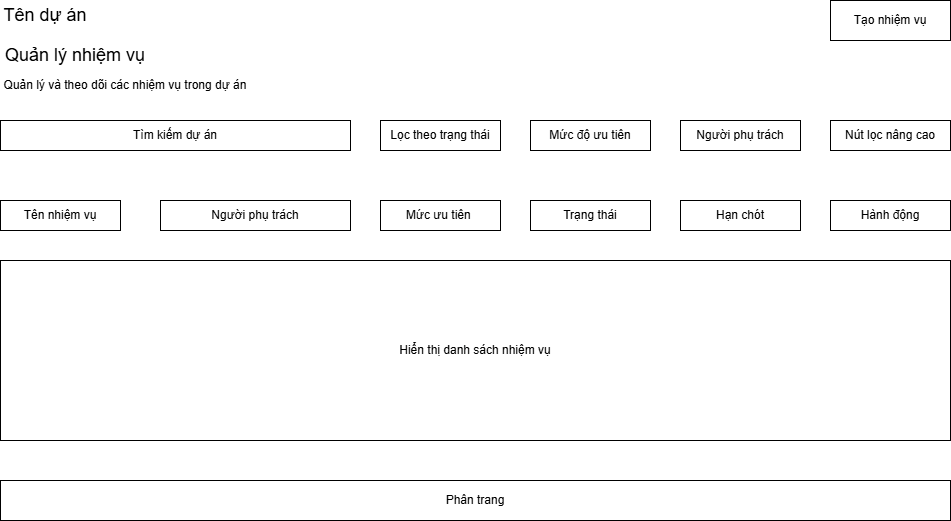 Tên dự án
Tạo nhiệm vụ
Quản lý nhiệm vụ
Quản lý và theo dõi các nhiệm vụ trong dự án
Tìm kiếm dự án
Lọc theo trạng thái
Mức độ ưu tiên
Người phụ trách
Nút lọc nâng cao
Tên nhiệm vụ
Người phụ trách
Mức ưu tiên
Trạng thái
Hạn chót
Hành động
Hiển thị danh sách nhiệm vụ
Phân trang